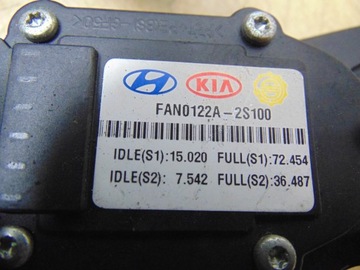 KIA
FAN0122A-2S100
IDLE(S1):15.020 FULL(S1):72.454
IDLE(S2): 7.542 FULL(S2):36.487